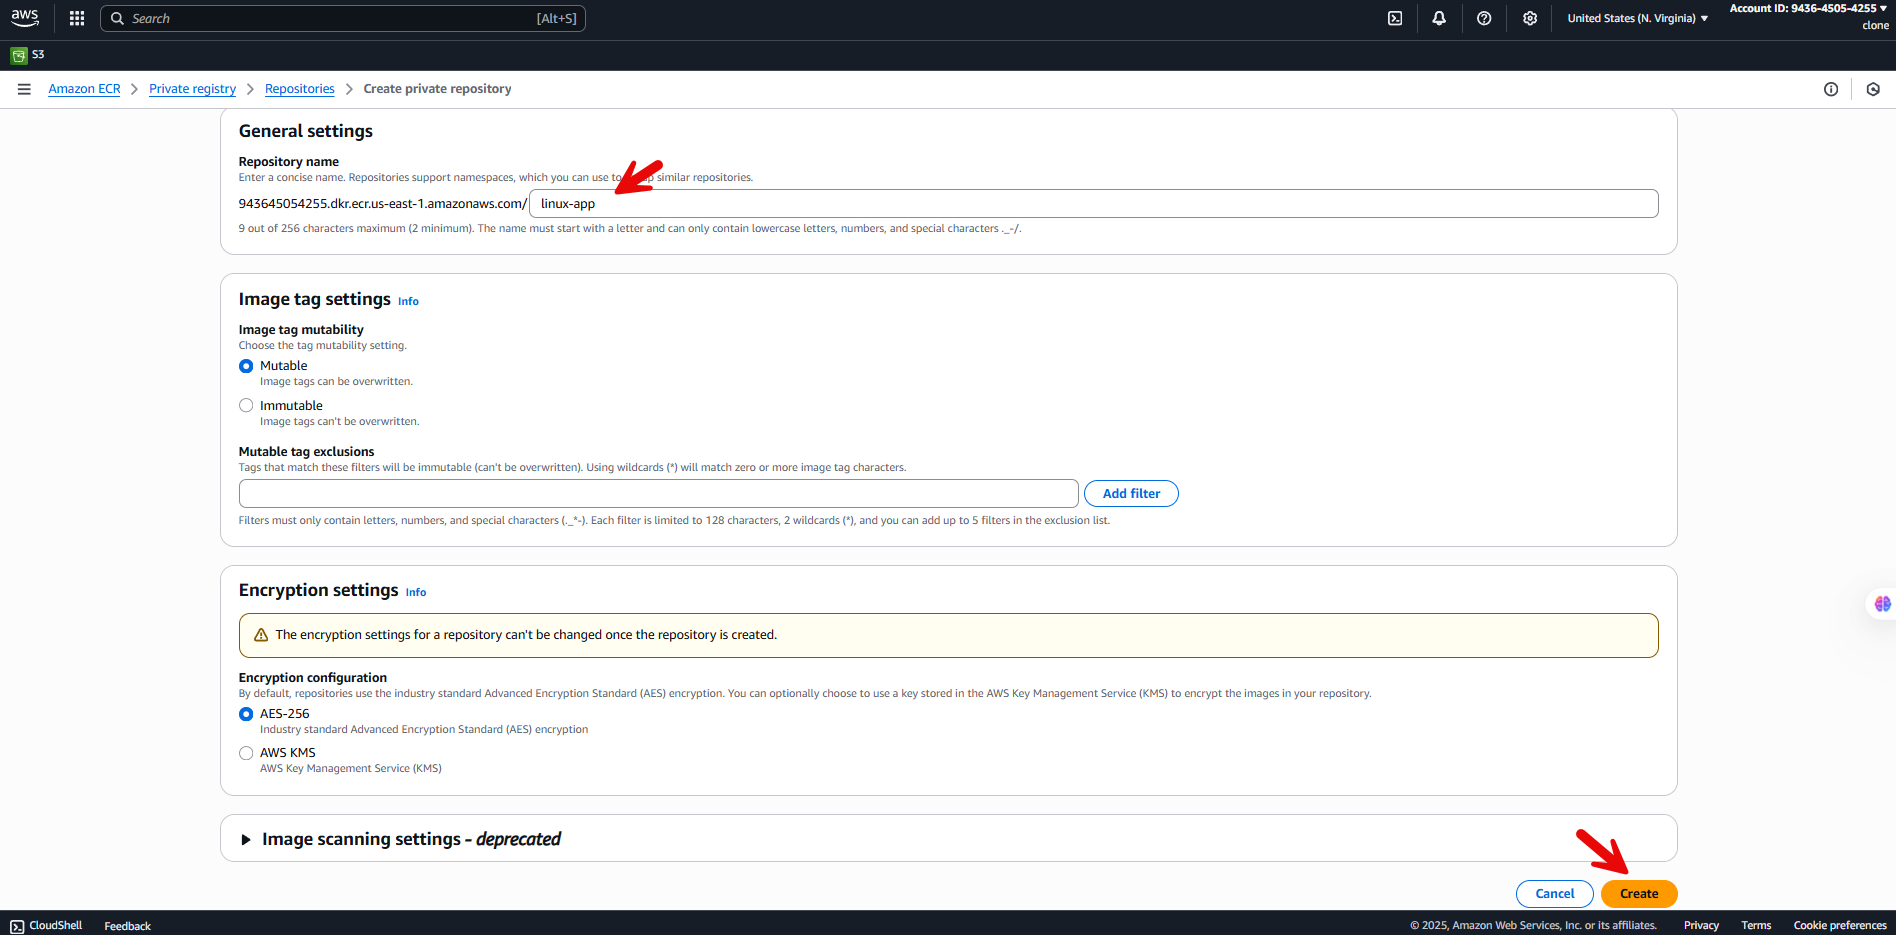 aws
Search
[Alt+S]
United States (N. Virginia)
Account ID: 9436-4505-4255
clone
S3
Amazon ECR
Private registry
Repositories
Create private repository
General settings
Repository name
Enter a concise name. Repositories support namespaces, which you can use to similar repositories.
943645054255.dkr.ecr.us-east-1.amazonaws.com/
linux-app
9 out of 256 characters maximum (2 minimum). The name must start with a letter and can only contain lowercase letters, numbers, and special characters ._-/.
Image tag settings Info
Image tag mutability
Choose the tag mutability setting.
Mutable
Image tags can be overwritten.
Immutable
Image tags can't be overwritten.
Mutable tag exclusions
Tags that match these filters will be immutable (can't be overwritten). Using wildcards (*) will match zero or more image tag characters.
Add filter
Filters must only contain letters, numbers, and special characters (._*-). Each filter is limited to 128 characters, 2 wildcards (*), and you can add up to 5 filters in the exclusion list.
Encryption settings Info
The encryption settings for a repository can't be changed once the repository is created.
Encryption configuration
By default, repositories use the industry standard Advanced Encryption Standard (AES) encryption. You can optionally choose to use a key stored in the AWS Key Management Service (KMS) to encrypt the images in your repository.
AES-256
Industry standard Advanced Encryption Standard (AES) encryption
AWS KMS
AWS Key Management Service (KMS)
Image scanning settings - deprecated
Cancel
Create
CloudShell
Feedback
© 2025, Amazon Web Services, Inc. or its affiliates.
Privacy
Terms
Cookie preferences